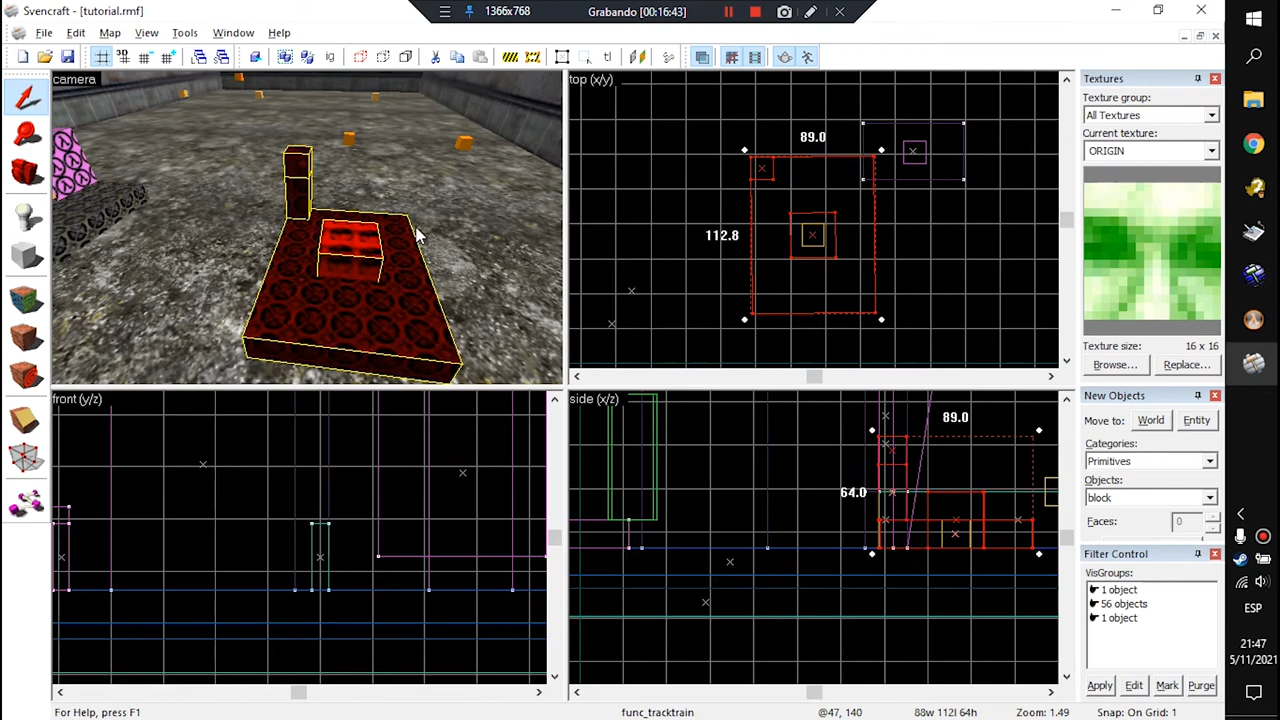 Svencraft - [tutorial.rmf]
1366x768
Grabando [00:16:43]
File Edit Map View Tools Window Help
3D
ig
tl
camera
top (x/y)
89.0
112.8
front (y/z)
side (x/z)
89.0
64.0
Textures
Texture group:
All Textures
Current texture:
ORIGIN
Texture size: 16 x 16
Browse... Replace...
New Objects
Move to: World Entity
Categories:
Primitives
Objects:
block
Faces: 0
Filter Control
VisGroups:
1 object
56 objects
1 object
Apply Edit Mark Purge
For Help, press F1
func_tracktrain
@47, 140
88w 112l 64h
Zoom: 1.49
Snap: On Grid: 1
ESP
21:47
5/11/2021